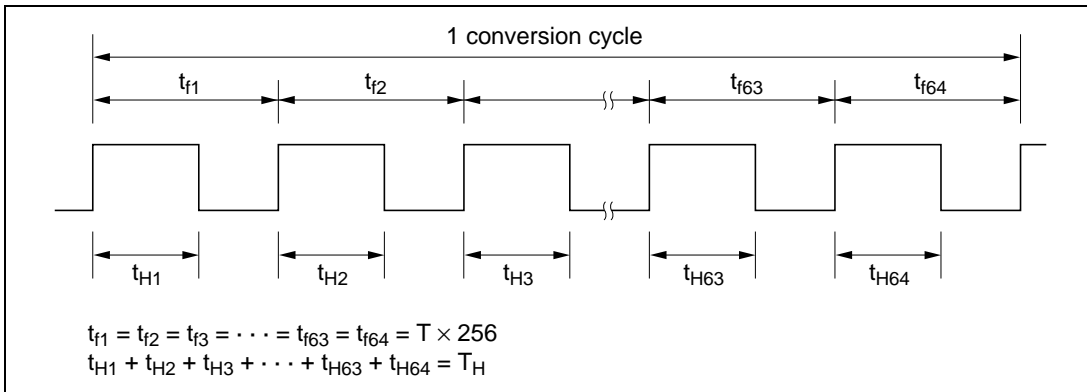 1 conversion cycle
tf1 tf2 tf63 tf64
tH1 tH2 tH3 tH63 tH64
tf1 = tf2 = tf3 = · · · = tf63 = tf64 = T × 256
tH1 + tH2 + tH3 + · · · + tH63 + tH64 = TH